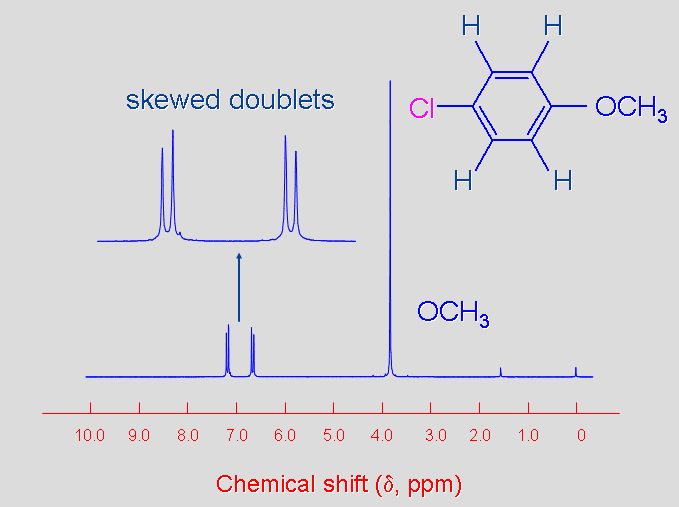 H H
skewed doublets
Cl OCH3
H H
OCH3
10.0 9.0 8.0 7.0 6.0 5.0 4.0 3.0 2.0 1.0 0
Chemical shift (δ, ppm)